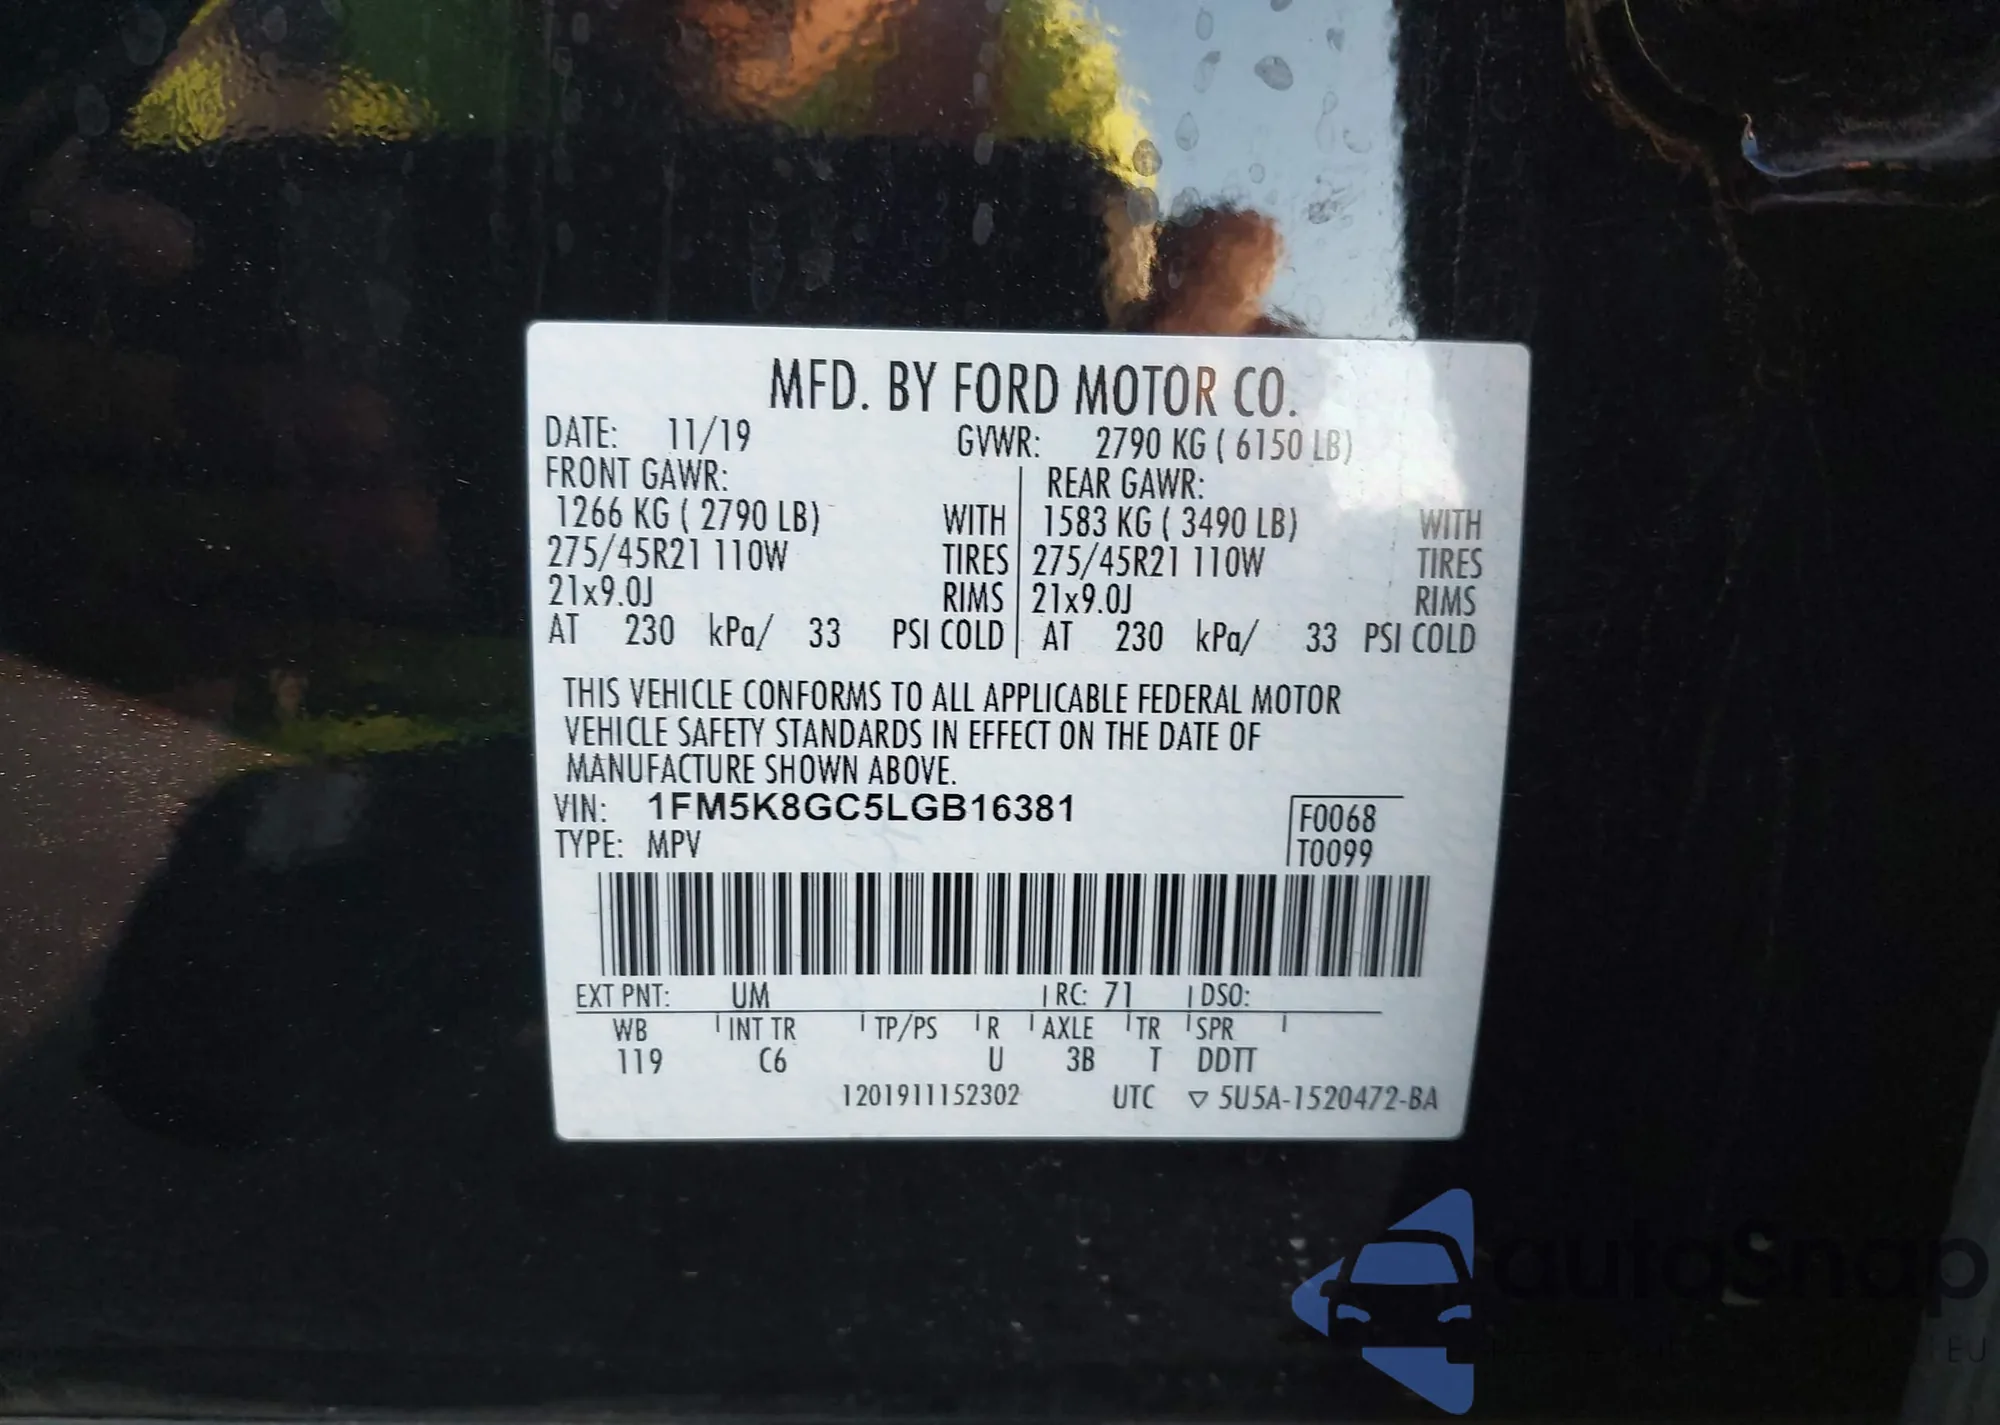 MFD. BY FORD MOTOR CO.
DATE: 11/19 GVWR: 2790 KG ( 6150 LB)
FRONT GAWR: REAR GAWR:
1266 KG ( 2790 LB) WITH 1583 KG ( 3490 LB) WITH
275/45R21 110W TIRES 275/45R21 110W TIRES
21x9.0J RIMS 21x9.0J RIMS
AT 230 kPa/ 33 PSI COLD AT 230 kPa/ 33 PSI COLD
THIS VEHICLE CONFORMS TO ALL APPLICABLE FEDERAL MOTOR
VEHICLE SAFETY STANDARDS IN EFFECT ON THE DATE OF
MANUFACTURE SHOWN ABOVE.
VIN: 1FM5K8GC5LGB16381 F0068
TYPE: MPV T0099
EXT PNT: UM RC: 71 DSO:
WB INT TR TP/PS R AXLE TR SPR
119 C6 U 3B T DDTT
1201911152302 UTC ▽ 5U5A-1520472-BA
autoSnap
EU